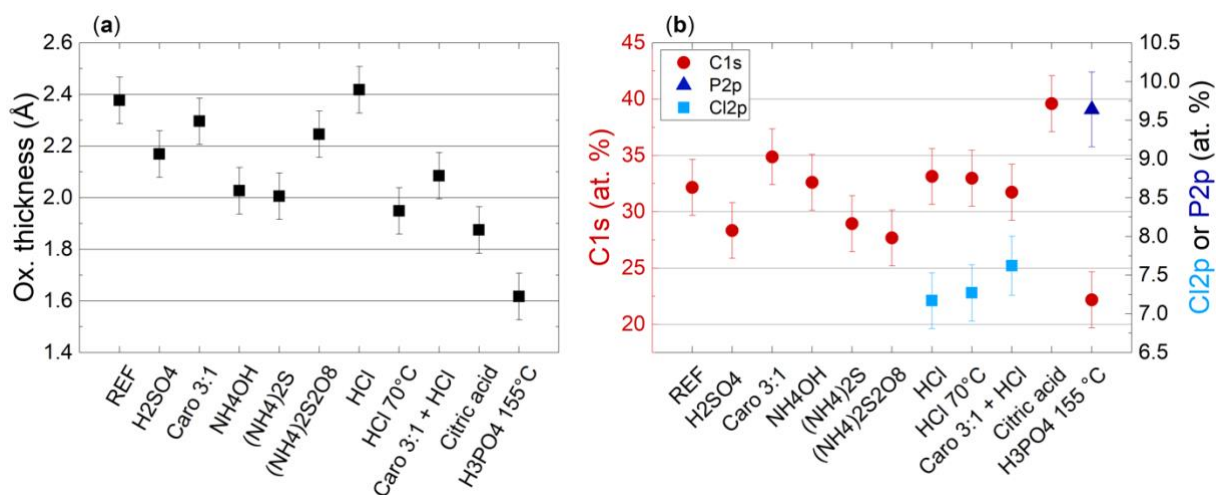 (a)
Ox. thickness (Å)
2.6
2.4
2.2
2.0
1.8
1.6
1.4
REF
H2SO4
Caro 3:1
NH4OH
(NH4)2S
(NH4)2S2O8
HCl
HCl 70°C
Caro 3:1 + HCl
Citric acid
H3PO4 155°C
(b)
C1s (at. %)
45
40
35
30
25
20
C1s
P2p
Cl2p
10.5
10.0
9.5
9.0
8.5
8.0
7.5
7.0
6.5
Cl2p or P2p (at. %)
REF
H2SO4
Caro 3:1
NH4OH
(NH4)2S
(NH4)2S2O8
HCl
HCl 70°C
Caro 3:1 + HCl
Citric acid
H3PO4 155 °C